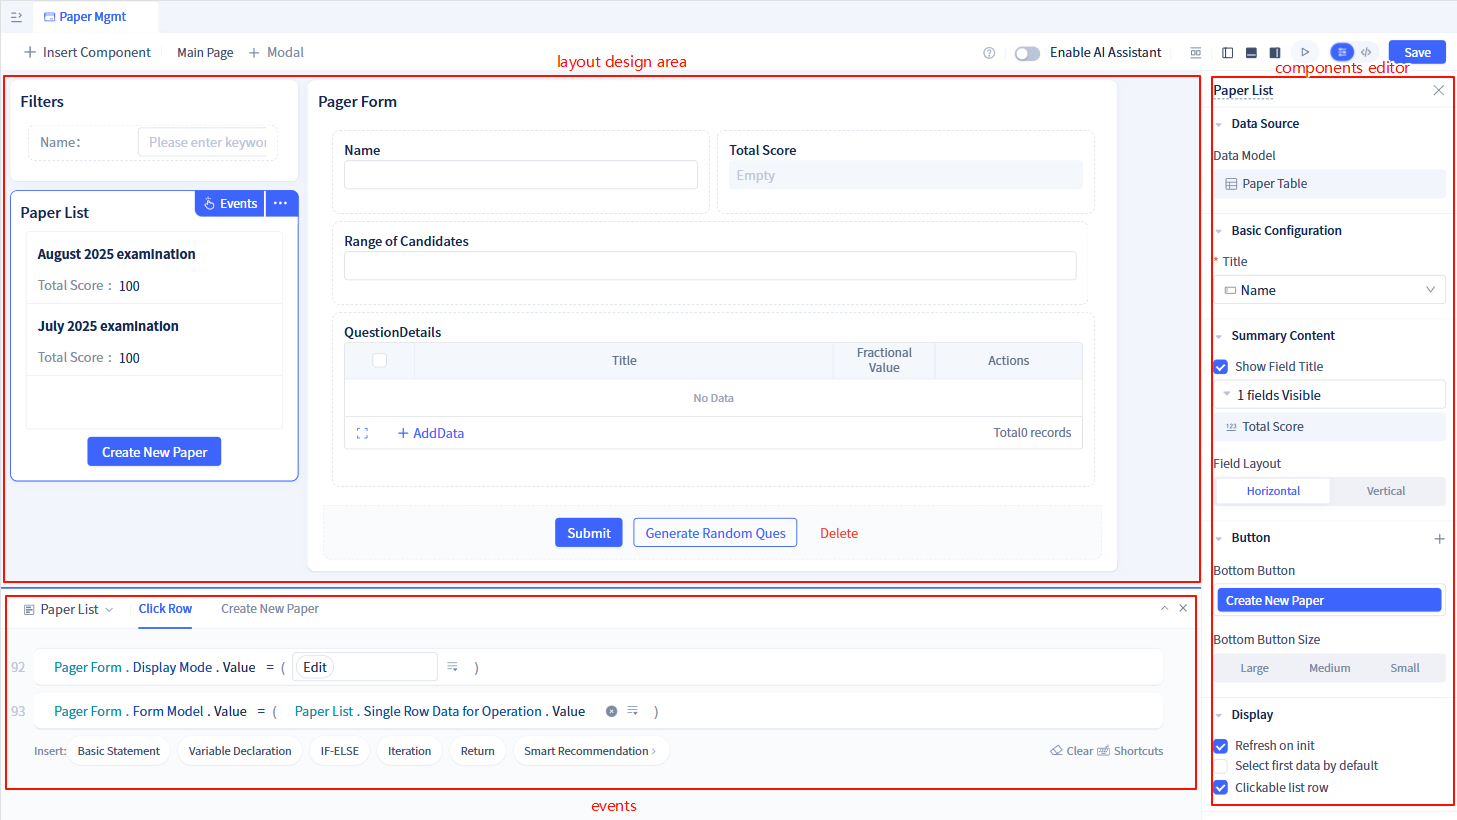 Paper Mgmt
Insert Component Main Page Modal
Enable AI Assistant Save
layout design area
components editor
Filters
Name:
Please enter keywor
Paper List
Events
August 2025 examination
Total Score : 100
July 2025 examination
Total Score : 100
Create New Paper
Pager Form
Name
Total Score
Empty
Range of Candidates
QuestionDetails
Title Fractional Value Actions
No Data
AddData
Total0 records
Submit Generate Random Ques Delete
Paper List Click Row Create New Paper
92 Pager Form . Display Mode . Value = ( Edit )
93 Pager Form . Form Model . Value = ( Paper List . Single Row Data for Operation . Value )
Insert: Basic Statement Variable Declaration IF-ELSE Iteration Return Smart Recommendation
Clear Shortcuts
events
Paper List
Data Source
Data Model
Paper Table
Basic Configuration
* Title
Name
Summary Content
Show Field Title
1 fields Visible
123 Total Score
Field Layout
Horizontal Vertical
Button
Bottom Button
Create New Paper
Bottom Button Size
Large Medium Small
Display
Refresh on init
Select first data by default
Clickable list row